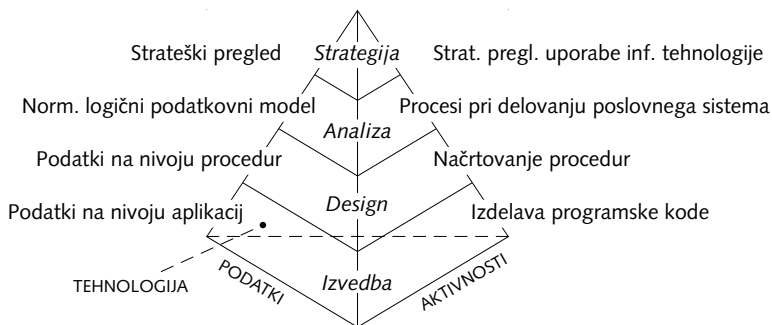 Strateški pregled Strategija Strat. pregl. uporabe inf. tehnologije
Norm. logični podatkovni model Procesi pri delovanju poslovnega sistema
Analiza
Podatki na nivoju procedur Načrtovanje procedur
Podatki na nivoju aplikacij Design Izdelava programske kode
TEHNOLOGIJA PODATKI Izvedba AKTIVNOSTI